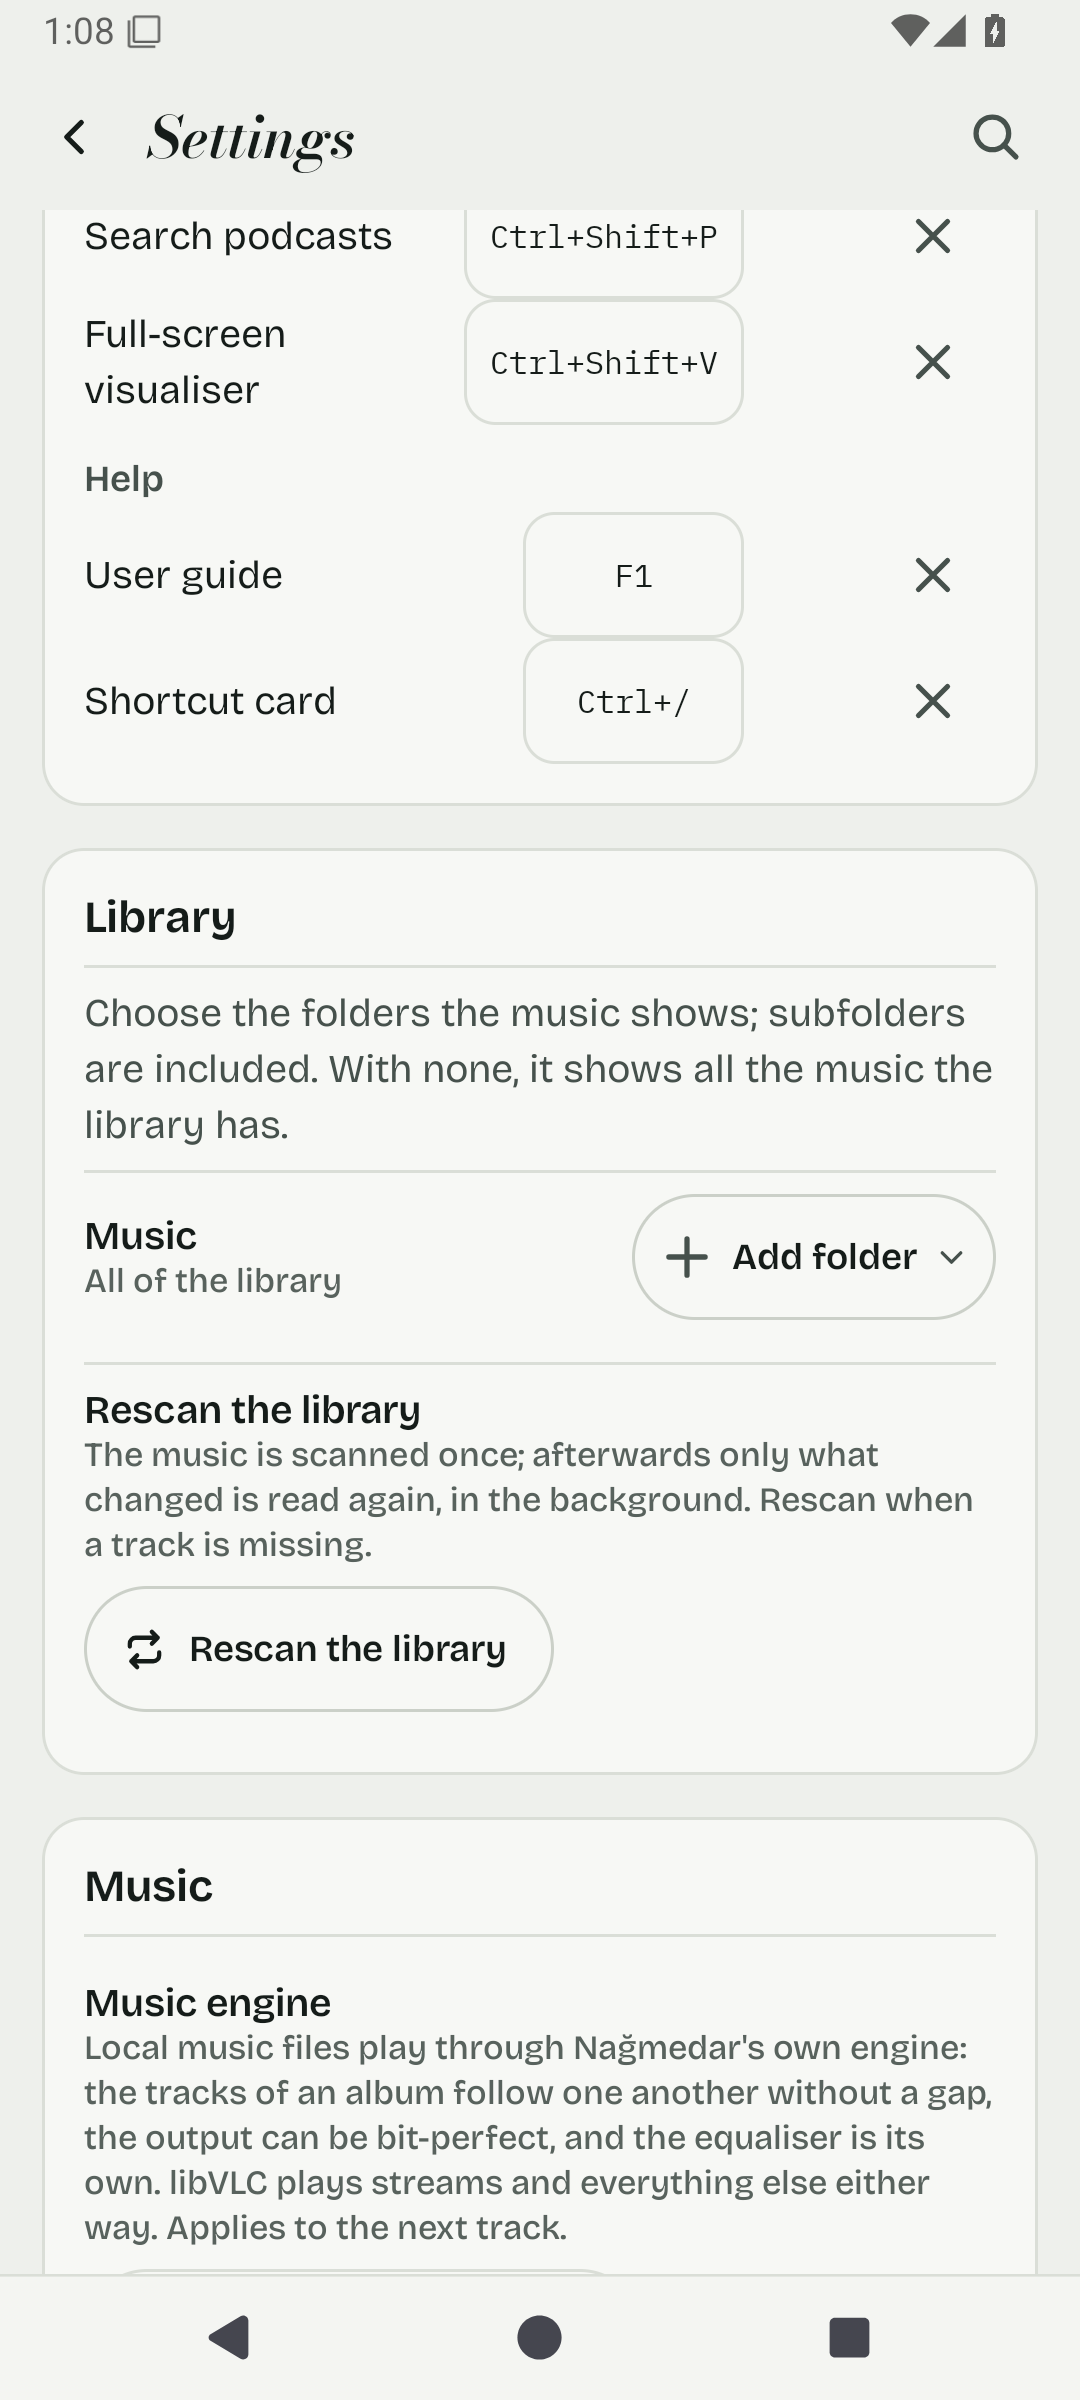 1:08
Settings
Search podcasts
Ctrl+Shift+P
Full-screen
visualiser
Ctrl+Shift+V
Help
User guide
F1
Shortcut card
Ctrl+/
Library
Choose the folders the music shows; subfolders
are included. With none, it shows all the music the
library has.
Music
All of the library
Add folder
Rescan the library
The music is scanned once; afterwards only what
changed is read again, in the background. Rescan when
a track is missing.
Rescan the library
Music
Music engine
Local music files play through Nağmedar's own engine:
the tracks of an album follow one another without a gap,
the output can be bit-perfect, and the equaliser is its
own. libVLC plays streams and everything else either
way. Applies to the next track.